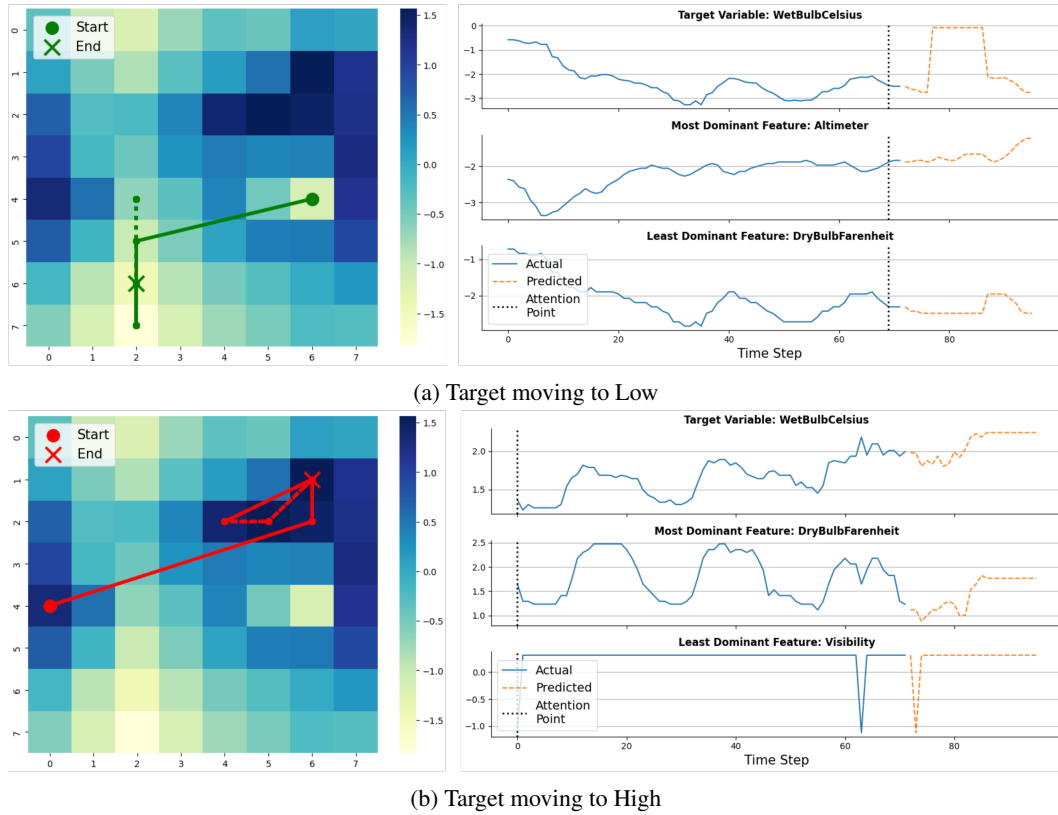 Start
End
0
1
2
3
4
5
6
7
0 1 2 3 4 5 6 7
1.5
1.0
0.5
0.0
−0.5
−1.0
−1.5
Target Variable: WetBulbCelsius
0
−1
−2
−3
Most Dominant Feature: Altimeter
−2
−3
Least Dominant Feature: DryBulbFarenheit
−1
−2
Actual
Predicted
Attention
Point
0 20 40 60 80
Time Step
(a) Target moving to Low
Start
End
0
1
2
3
4
5
6
7
0 1 2 3 4 5 6 7
1.5
1.0
0.5
0.0
−0.5
−1.0
−1.5
Target Variable: WetBulbCelsius
2.0
1.5
Most Dominant Feature: DryBulbFarenheit
2.5
2.0
1.5
1.0
Least Dominant Feature: Visibility
0.0
−0.5
−1.0
Actual
Predicted
Attention
Point
0 20 40 60 80
Time Step
(b) Target moving to High